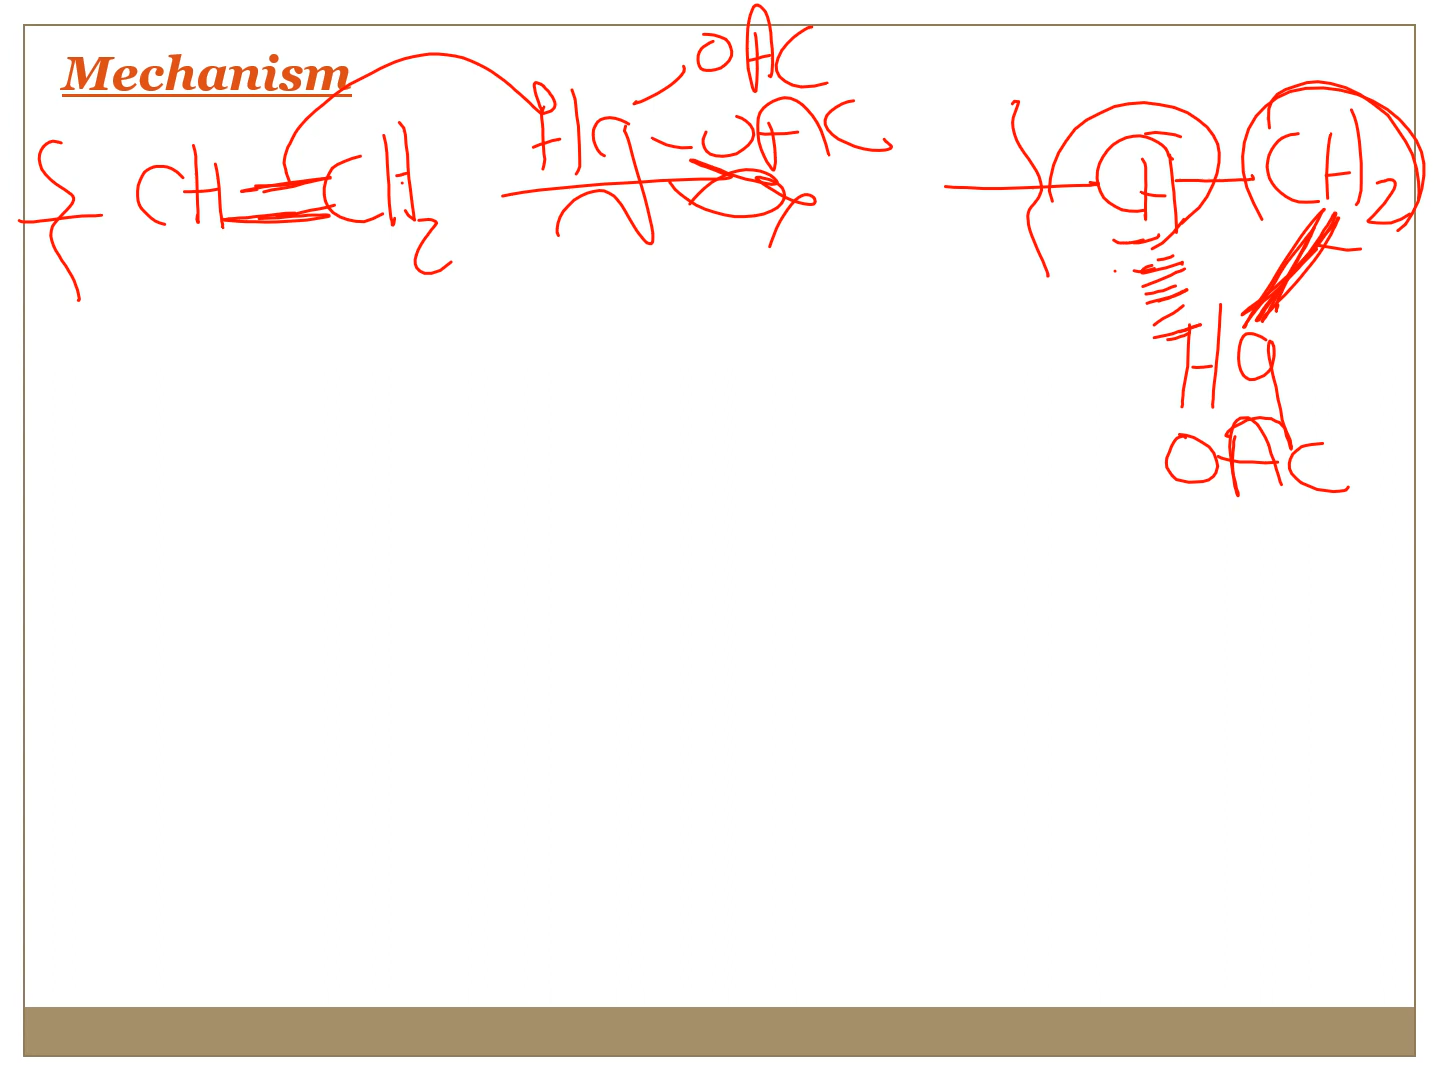 Mechanism
OAC
CH=CH2
Hg-OAC
CH-CH2
Hg
OAC